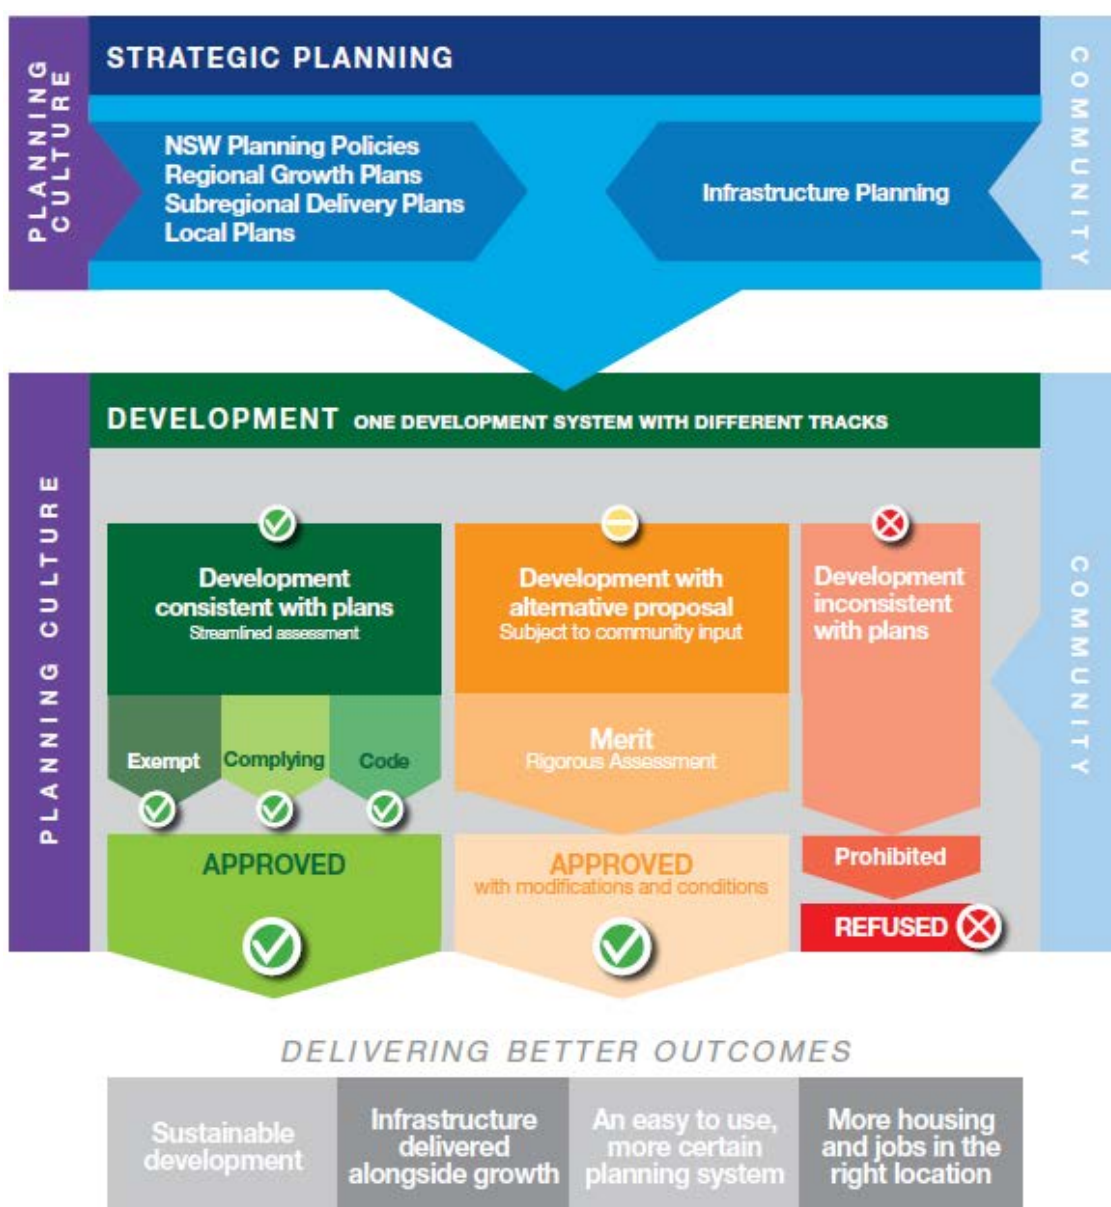 PLANNING
CULTURE
STRATEGIC PLANNING
NSW Planning Policies
Regional Growth Plans
Subregional Delivery Plans
Local Plans
Infrastructure Planning
COMMUNITY
PLANNING CULTURE
DEVELOPMENT ONE DEVELOPMENT SYSTEM WITH DIFFERENT TRACKS
Development
consistent with plans
Streamlined assessment
Exempt
Complying
Code
APPROVED
Development with
alternative proposal
Subject to community input
Merit
Rigorous Assessment
APPROVED
with modifications and conditions
Development
inconsistent
with plans
Prohibited
REFUSED
COMMUNITY
DELIVERING BETTER OUTCOMES
Sustainable
development
Infrastructure
delivered
alongside growth
An easy to use,
more certain
planning system
More housing
and jobs in the
right location